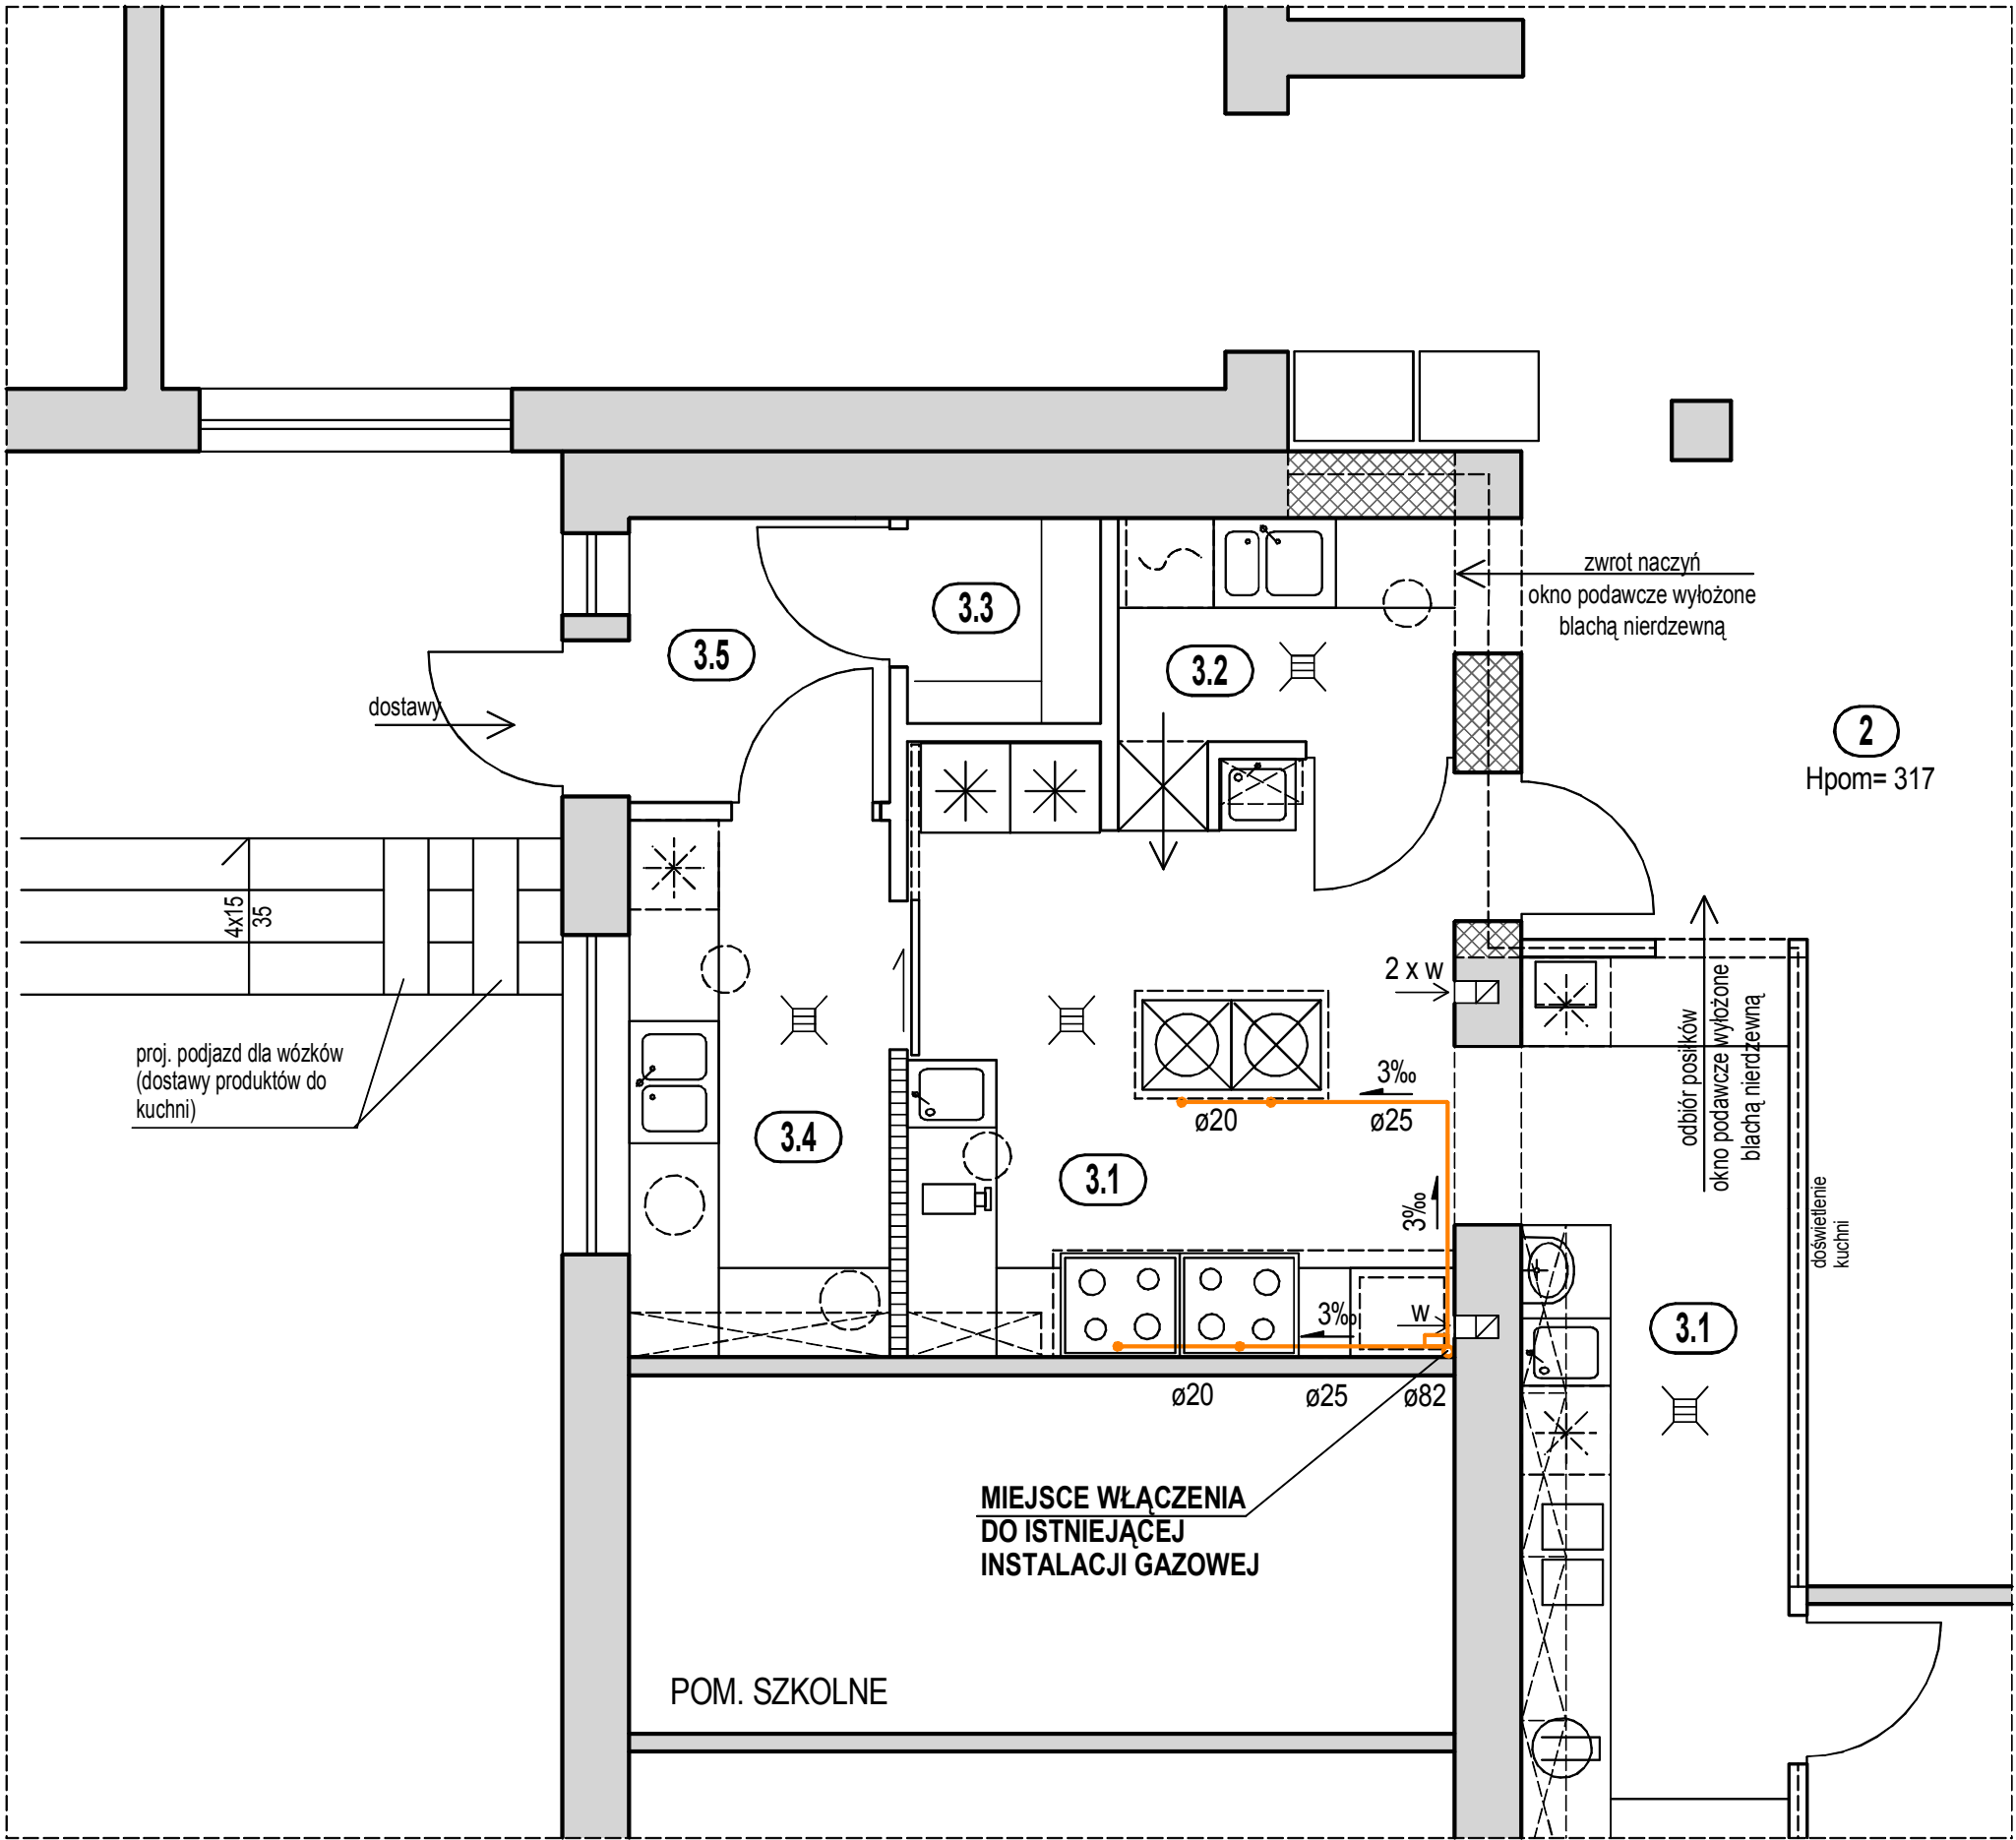 zwrot naczyń
okno podawcze wyłożone
blachą nierdzewną
3.3
3.5
3.2
dostawy
2
Hpom= 317
4x15
35
2 x w
odbiór posiłków
okno podawcze wyłożone
blachą nierdzewną
proj. podjazd dla wózków
(dostawy produktów do
kuchni)
3‰
ø20
ø25
3.4
3.1
3‰
doświetlenie
kuchni
3‰
w
3.1
ø20
ø25
ø82
MIEJSCE WŁĄCZENIA
DO ISTNIEJĄCEJ
INSTALACJI GAZOWEJ
POM. SZKOLNE